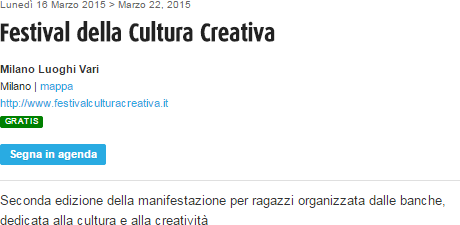 Lunedì 16 Marzo 2015 > Marzo 22, 2015
Festival della Cultura Creativa
Milano Luoghi Vari
Milano | mappa
http://www.festivalculturacreativa.it
GRATIS
Segna in agenda
Seconda edizione della manifestazione per ragazzi organizzata dalle banche,
dedicata alla cultura e alla creatività